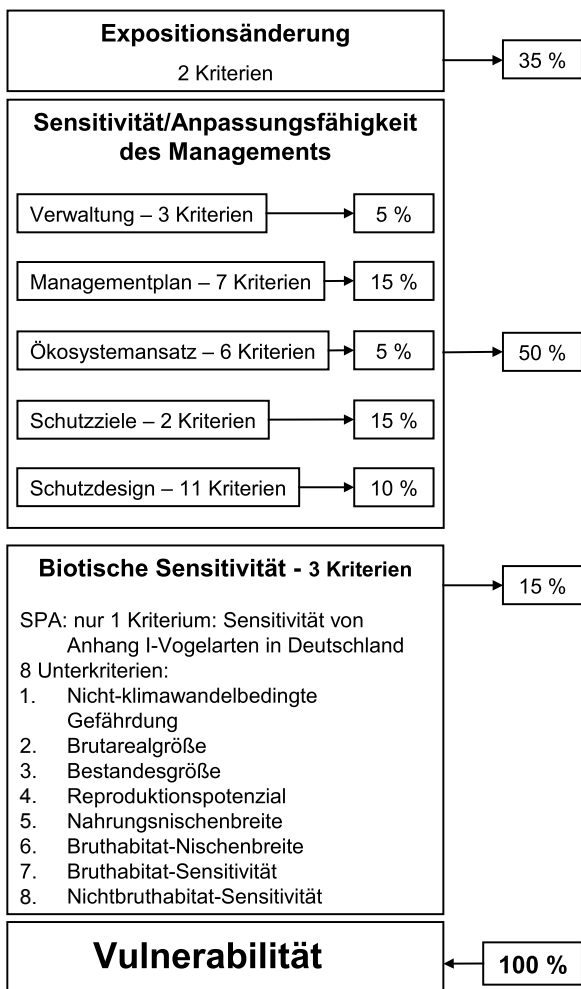 Expositionsänderung
2 Kriterien
35 %
Sensitivität/Anpassungsfähigkeit
des Managements
Verwaltung – 3 Kriterien
5 %
Managementplan – 7 Kriterien
15 %
Ökosystemansatz – 6 Kriterien
5 %
50 %
Schutzziele – 2 Kriterien
15 %
Schutzdesign – 11 Kriterien
10 %
Biotische Sensitivität - 3 Kriterien
15 %
SPA: nur 1 Kriterium: Sensitivität von
Anhang I-Vogelarten in Deutschland
8 Unterkriterien:
1. Nicht-klimawandelbedingte
Gefährdung
2. Brutarealgröße
3. Bestandesgröße
4. Reproduktionspotenzial
5. Nahrungsnischenbreite
6. Bruthabitat-Nischenbreite
7. Bruthabitat-Sensitivität
8. Nichtbruthabitat-Sensitivität
Vulnerabilität
100 %